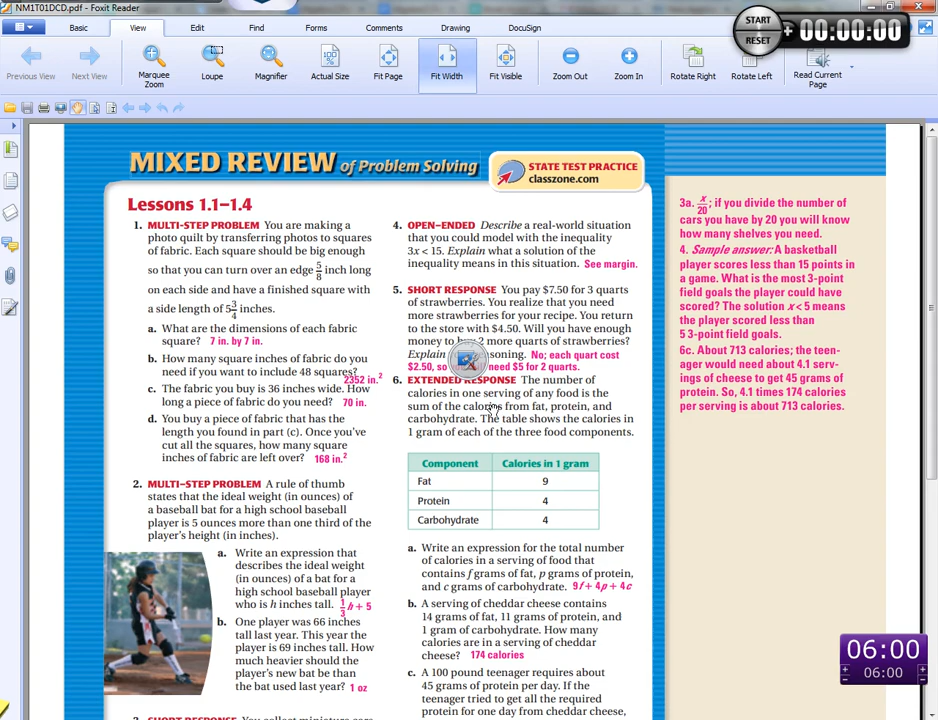 NM1T01DCD.pdf - Foxit Reader
Basic View Edit Find Forms Comments Drawing DocuSign
Previous View
Next View
Marquee Zoom
Loupe
Magnifier
100 %
Actual Size
Fit Page
Fit Width
Fit Visible
Zoom Out
Zoom In
Rotate Right
Rotate Left
Read Current Page
START
RESET
00:00:00
MIXED REVIEW of Problem Solving
STATE TEST PRACTICE
classzone.com
Lessons 1.1–1.4
1. MULTI-STEP PROBLEM You are making a
photo quilt by transferring photos to squares
of fabric. Each square should be big enough
so that you can turn over an edge 5/8 inch long
on each side and have a finished square with
a side length of 5 3/4 inches.
a. What are the dimensions of each fabric
square? 7 in. by 7 in.
b. How many square inches of fabric do you
need if you want to include 48 squares?
2352 in.²
c. The fabric you buy is 36 inches wide. How
long a piece of fabric do you need? 70 in.
d. You buy a piece of fabric that has the
length you found in part (c). Once you've
cut all the squares, how many square
inches of fabric are left over? 168 in.²
2. MULTI–STEP PROBLEM A rule of thumb
states that the ideal weight (in ounces) of
a baseball bat for a high school baseball
player is 5 ounces more than one third of the
player's height (in inches).
a. Write an expression that
describes the ideal weight
(in ounces) of a bat for a
high school baseball player
who is h inches tall. 1/3 h + 5
b. One player was 66 inches
tall last year. This year the
player is 69 inches tall. How
much heavier should the
player's new bat be than
the bat used last year? 1 oz
4. OPEN–ENDED Describe a real-world situation
that you could model with the inequality
3x < 15. Explain what a solution of the
inequality means in this situation. See margin.
5. SHORT RESPONSE You pay $7.50 for 3 quarts
of strawberries. You realize that you need
more strawberries for your recipe. You return
to the store with $4.50. Will you have enough
money to 2 more quarts of strawberries?
Explain No; each quart cost
$2.50, so need $5 for 2 quarts.
6. EXTENDED RESPONSE The number of
calories in one serving of any food is the
sum of the calories from fat, protein, and
carbohydrate. The table shows the calories in
1 gram of each of the three food components.
Component Calories in 1 gram
Fat 9
Protein 4
Carbohydrate 4
a. Write an expression for the total number
of calories in a serving of food that
contains f grams of fat, p grams of protein,
and c grams of carbohydrate. 9f + 4p + 4c
b. A serving of cheddar cheese contains
14 grams of fat, 11 grams of protein, and
1 gram of carbohydrate. How many
calories are in a serving of cheddar
cheese? 174 calories
c. A 100 pound teenager requires about
45 grams of protein per day. If the
teenager tried to get all the required
protein for one day from cheddar cheese,
3a. x/20; if you divide the number of
cars you have by 20 you will know
how many shelves you need.
4. Sample answer: A basketball
player scores less than 15 points in
a game. What is the most 3-point
field goals the player could have
scored? The solution x < 5 means
the player scored less than
5 3-point field goals.
6c. About 713 calories; the teen-
ager would need about 4.1 serv-
ings of cheese to get 45 grams of
protein. So, 4.1 times 174 calories
per serving is about 713 calories.
06:00
06:00